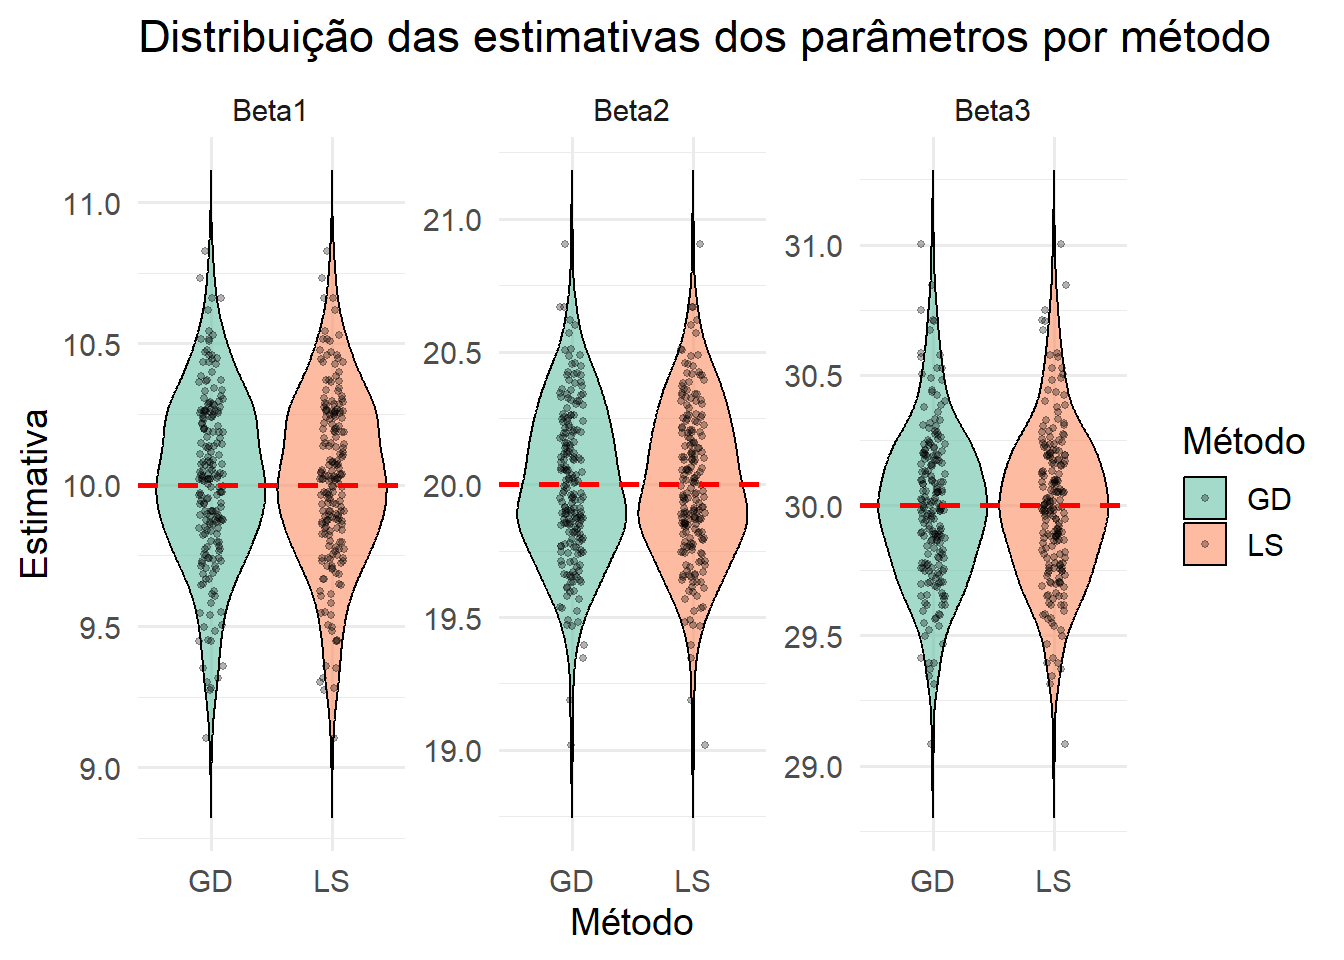 Distribuição das estimativas dos parâmetros por método
Beta1
Beta2
Beta3
Estimativa
11.0
10.5
10.0
9.5
9.0
21.0
20.5
20.0
19.5
19.0
31.0
30.5
30.0
29.5
29.0
GD
LS
GD
LS
GD
LS
Método
Método
GD
LS